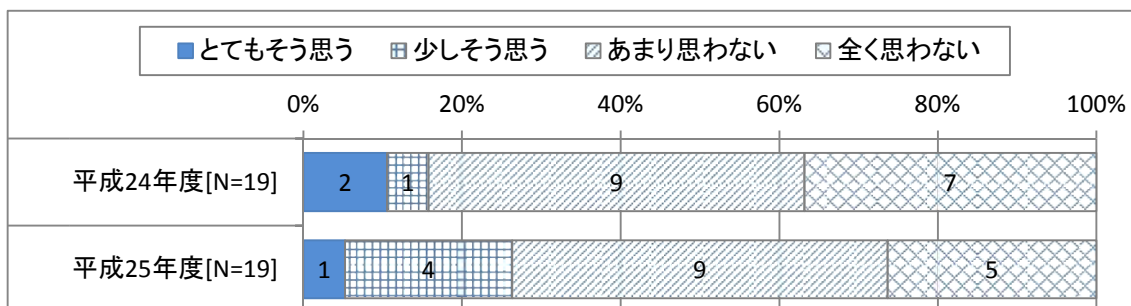 とてもそう思う 少しそう思う あまり思わない 全く思わない
0% 20% 40% 60% 80% 100%
平成24年度[N=19] 2 1 9 7
平成25年度[N=19] 1 4 9 5